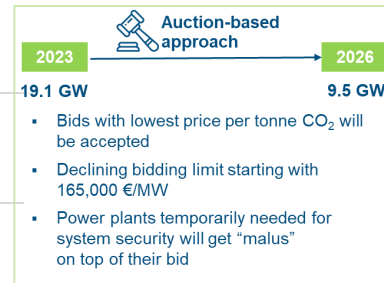 Auction-based
approach
2023
2026
19.1 GW
9.5 GW
▪ Bids with lowest price per tonne CO₂ will
be accepted
▪ Declining bidding limit starting with
165,000 €/MW
▪ Power plants temporarily needed for
system security will get “malus”
on top of their bid